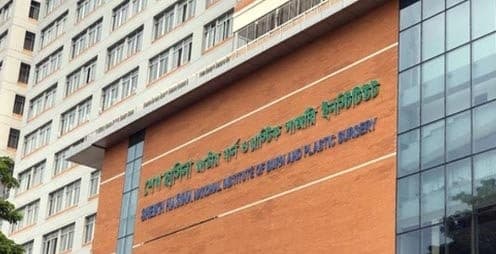 শেখ হাসিনা জাতীয় বার্ন ও প্লাস্টিক সার্জারি ইনস্টিটিউট
SHEIKH HASINA NATIONAL INSTITUTE OF BURN AND PLASTIC SURGERY